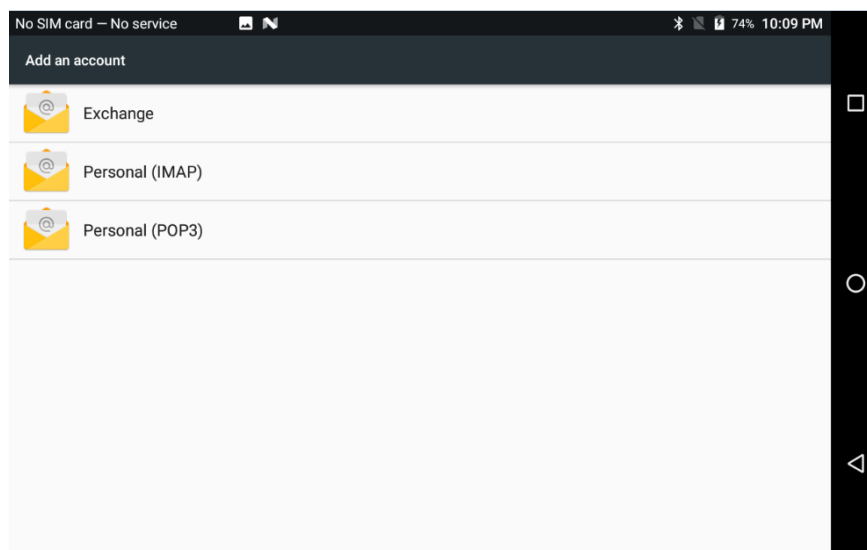 No SIM card — No service
74% 10:09 PM
Add an account
Exchange
Personal (IMAP)
Personal (POP3)